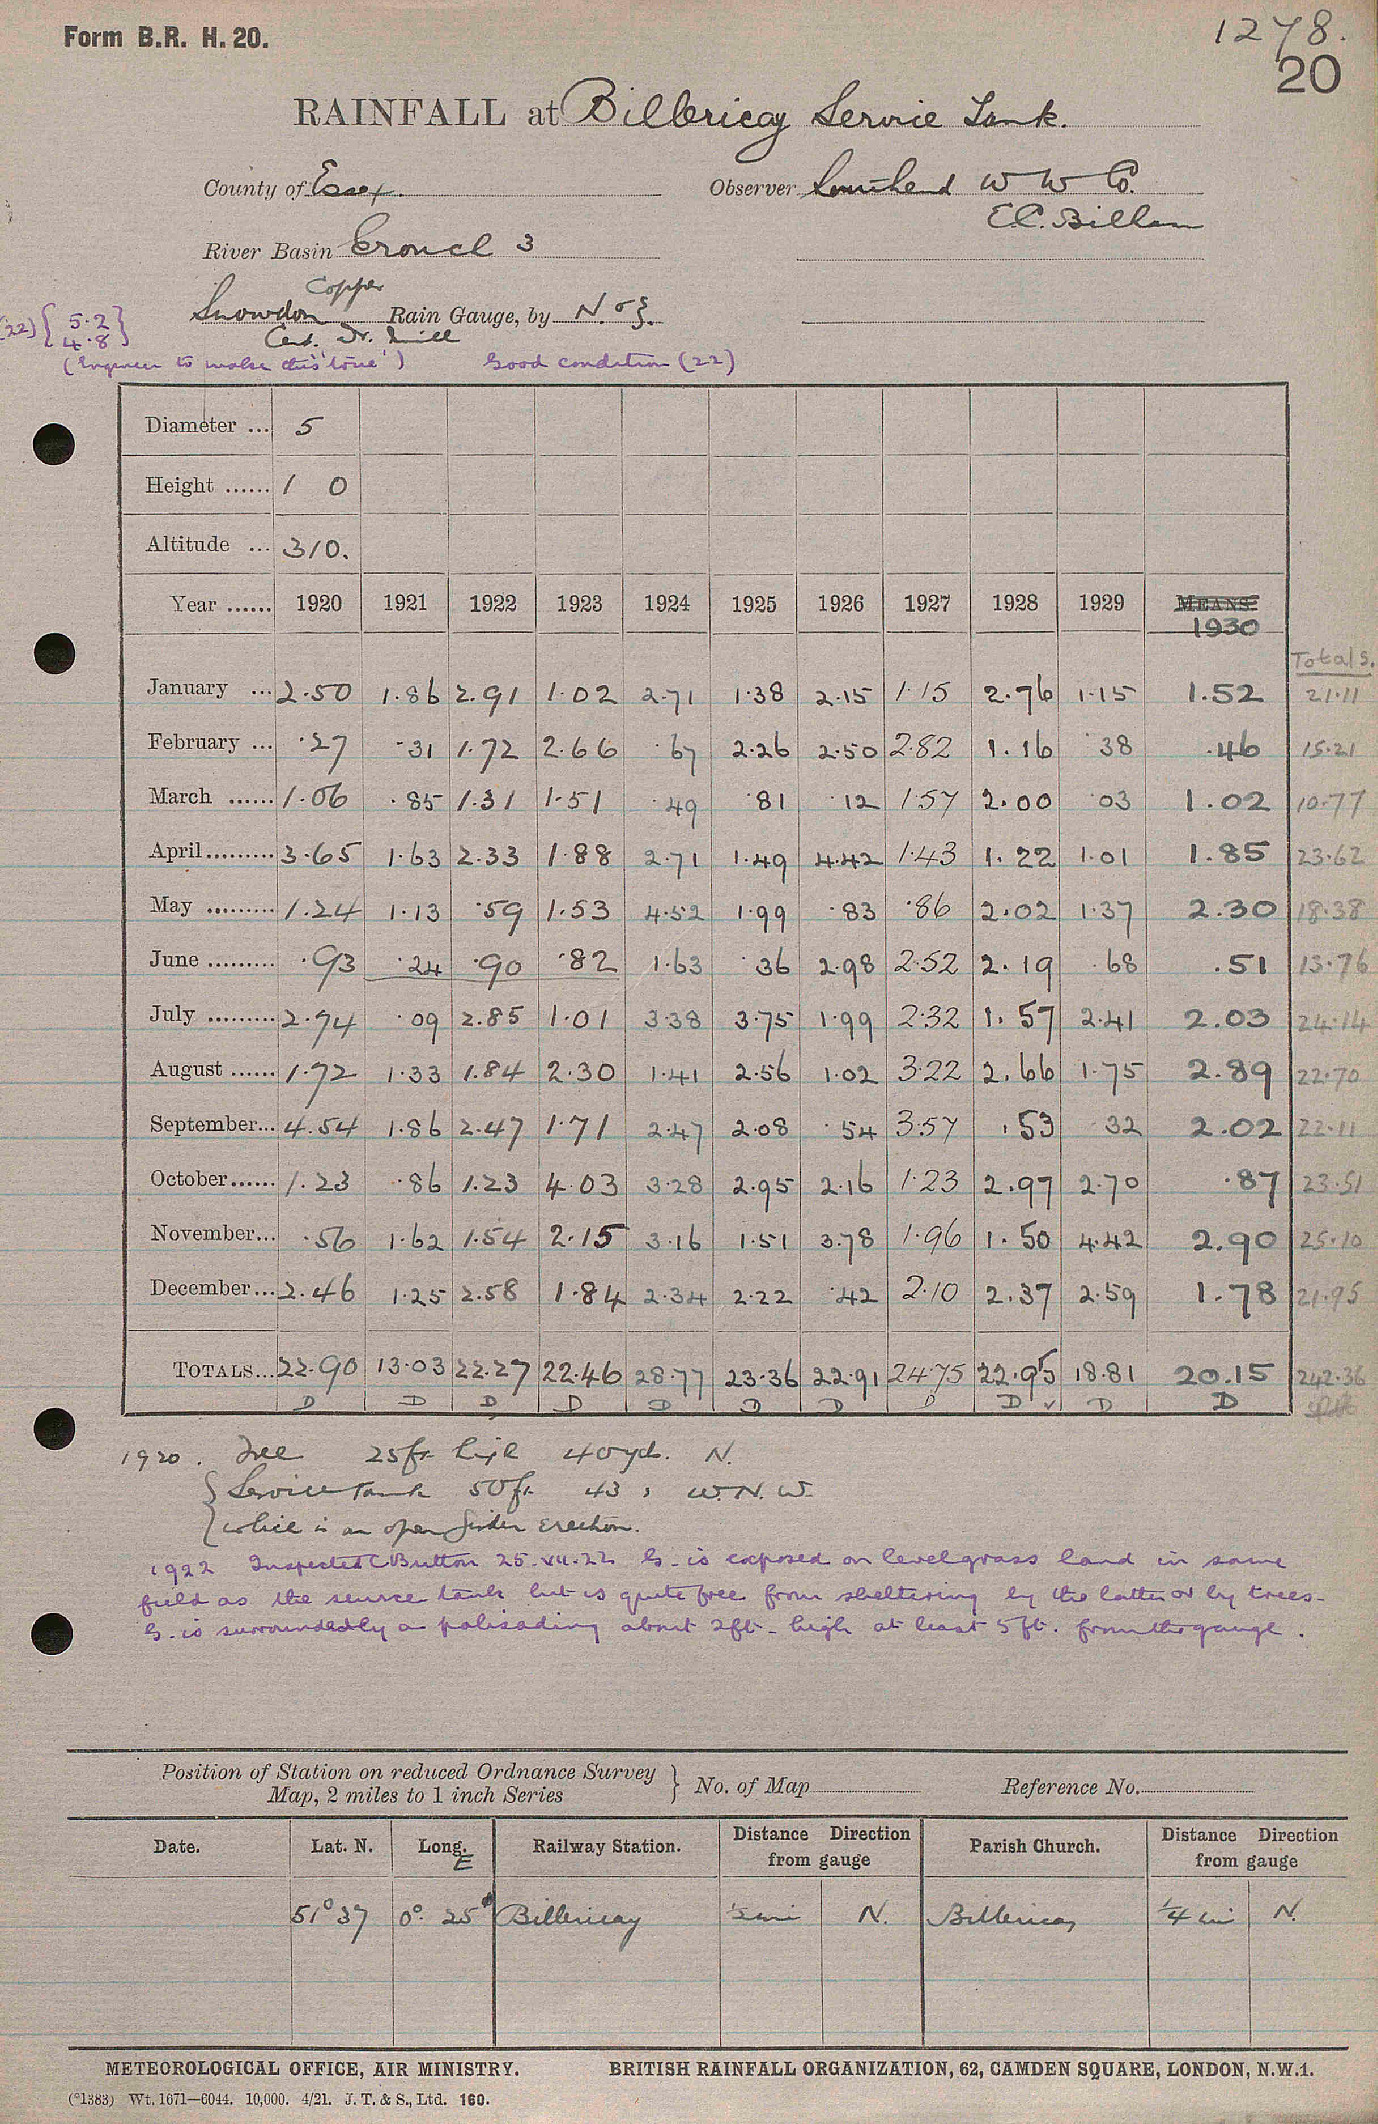 Form B.R. H. 20.
1278.
20
RAINFALL at Billericay Service Tank.
County of Essex. Observer Southend W W Co.
E.C. Billam
River Basin Crouch 3
Copper
Snowdon Rain Gauge, by N. & Z.
Cert. Dr. Mill
(22) { 5.2 4.8 }
(Engineer to make this 'one') Good condition (22)
Diameter ... 5
Height ...... 1 0
Altitude ... 310.
Year ...... 1920 1921 1922 1923 1924 1925 1926 1927 1928 1929 MEANS.
1930
Totals.
January ... 2.50 1.86 2.91 1.02 2.71 1.38 2.15 1.15 2.76 1.15 1.52 21.11
February ... .27 .31 1.72 2.66 .67 2.26 2.50 2.82 1.16 .38 .46 15.21
March ...... 1.06 .85 1.31 1.51 .49 .81 .12 1.57 2.00 .03 1.02 10.77
April......... 3.65 1.63 2.33 1.88 2.71 1.49 4.42 1.43 1.22 1.01 1.85 23.62
May ......... 1.24 1.13 .59 1.53 4.52 1.99 .83 .86 2.02 1.37 2.30 18.38
June ......... .93 .24 .90 .82 1.63 .36 2.98 2.52 2.19 .68 .51 13.76
July ......... 2.74 .09 2.85 1.01 3.38 3.75 1.99 2.32 1.57 2.41 2.03 24.14
August ...... 1.72 1.33 1.84 2.30 1.41 2.56 1.02 3.22 2.66 1.75 2.89 22.70
September... 4.54 1.86 2.47 1.71 2.47 2.08 .54 3.57 .53 .32 2.02 22.11
October...... 1.23 .86 1.23 4.03 3.28 2.95 2.16 1.23 2.97 2.70 .87 23.51
November... .56 1.62 1.54 2.15 3.16 1.51 3.78 1.96 1.50 4.42 2.90 25.10
December... 2.46 1.25 2.58 1.84 2.34 2.22 .42 2.10 2.37 2.59 1.78 21.95
TOTALS... 22.90 13.03 22.27 22.46 28.77 23.36 22.91 24.75 22.95 18.81 20.15 242.36
D D D D D D D D D ✓ D D
1920. Tree 25ft high 40yds. N.
{ Service Tank 50ft 43 " W.N.W.
{ which is an open girder erection.
1922 Inspected C Button 25.vii.22 G. is exposed on level grass land in same
field as the service tank but is quite free from sheltering by the latter or by trees.
G. is surrounded by a palisading about 2ft. high at least 5 ft. from the gauge.
Position of Station on reduced Ordnance Survey
Map, 2 miles to 1 inch Series } No. of Map Reference No.
Date. Lat. N. Long. E Railway Station. Distance Direction from gauge Parish Church. Distance Direction from gauge
51° 37 0°. 25' Billericay ½ mi N. Billericay ¼ mi N.
METEOROLOGICAL OFFICE, AIR MINISTRY. BRITISH RAINFALL ORGANIZATION, 62, CAMDEN SQUARE, LONDON, N.W.1.
(*1383) Wt. 1671—6044. 10,000. 4/21. J. T. & S., Ltd. 160.